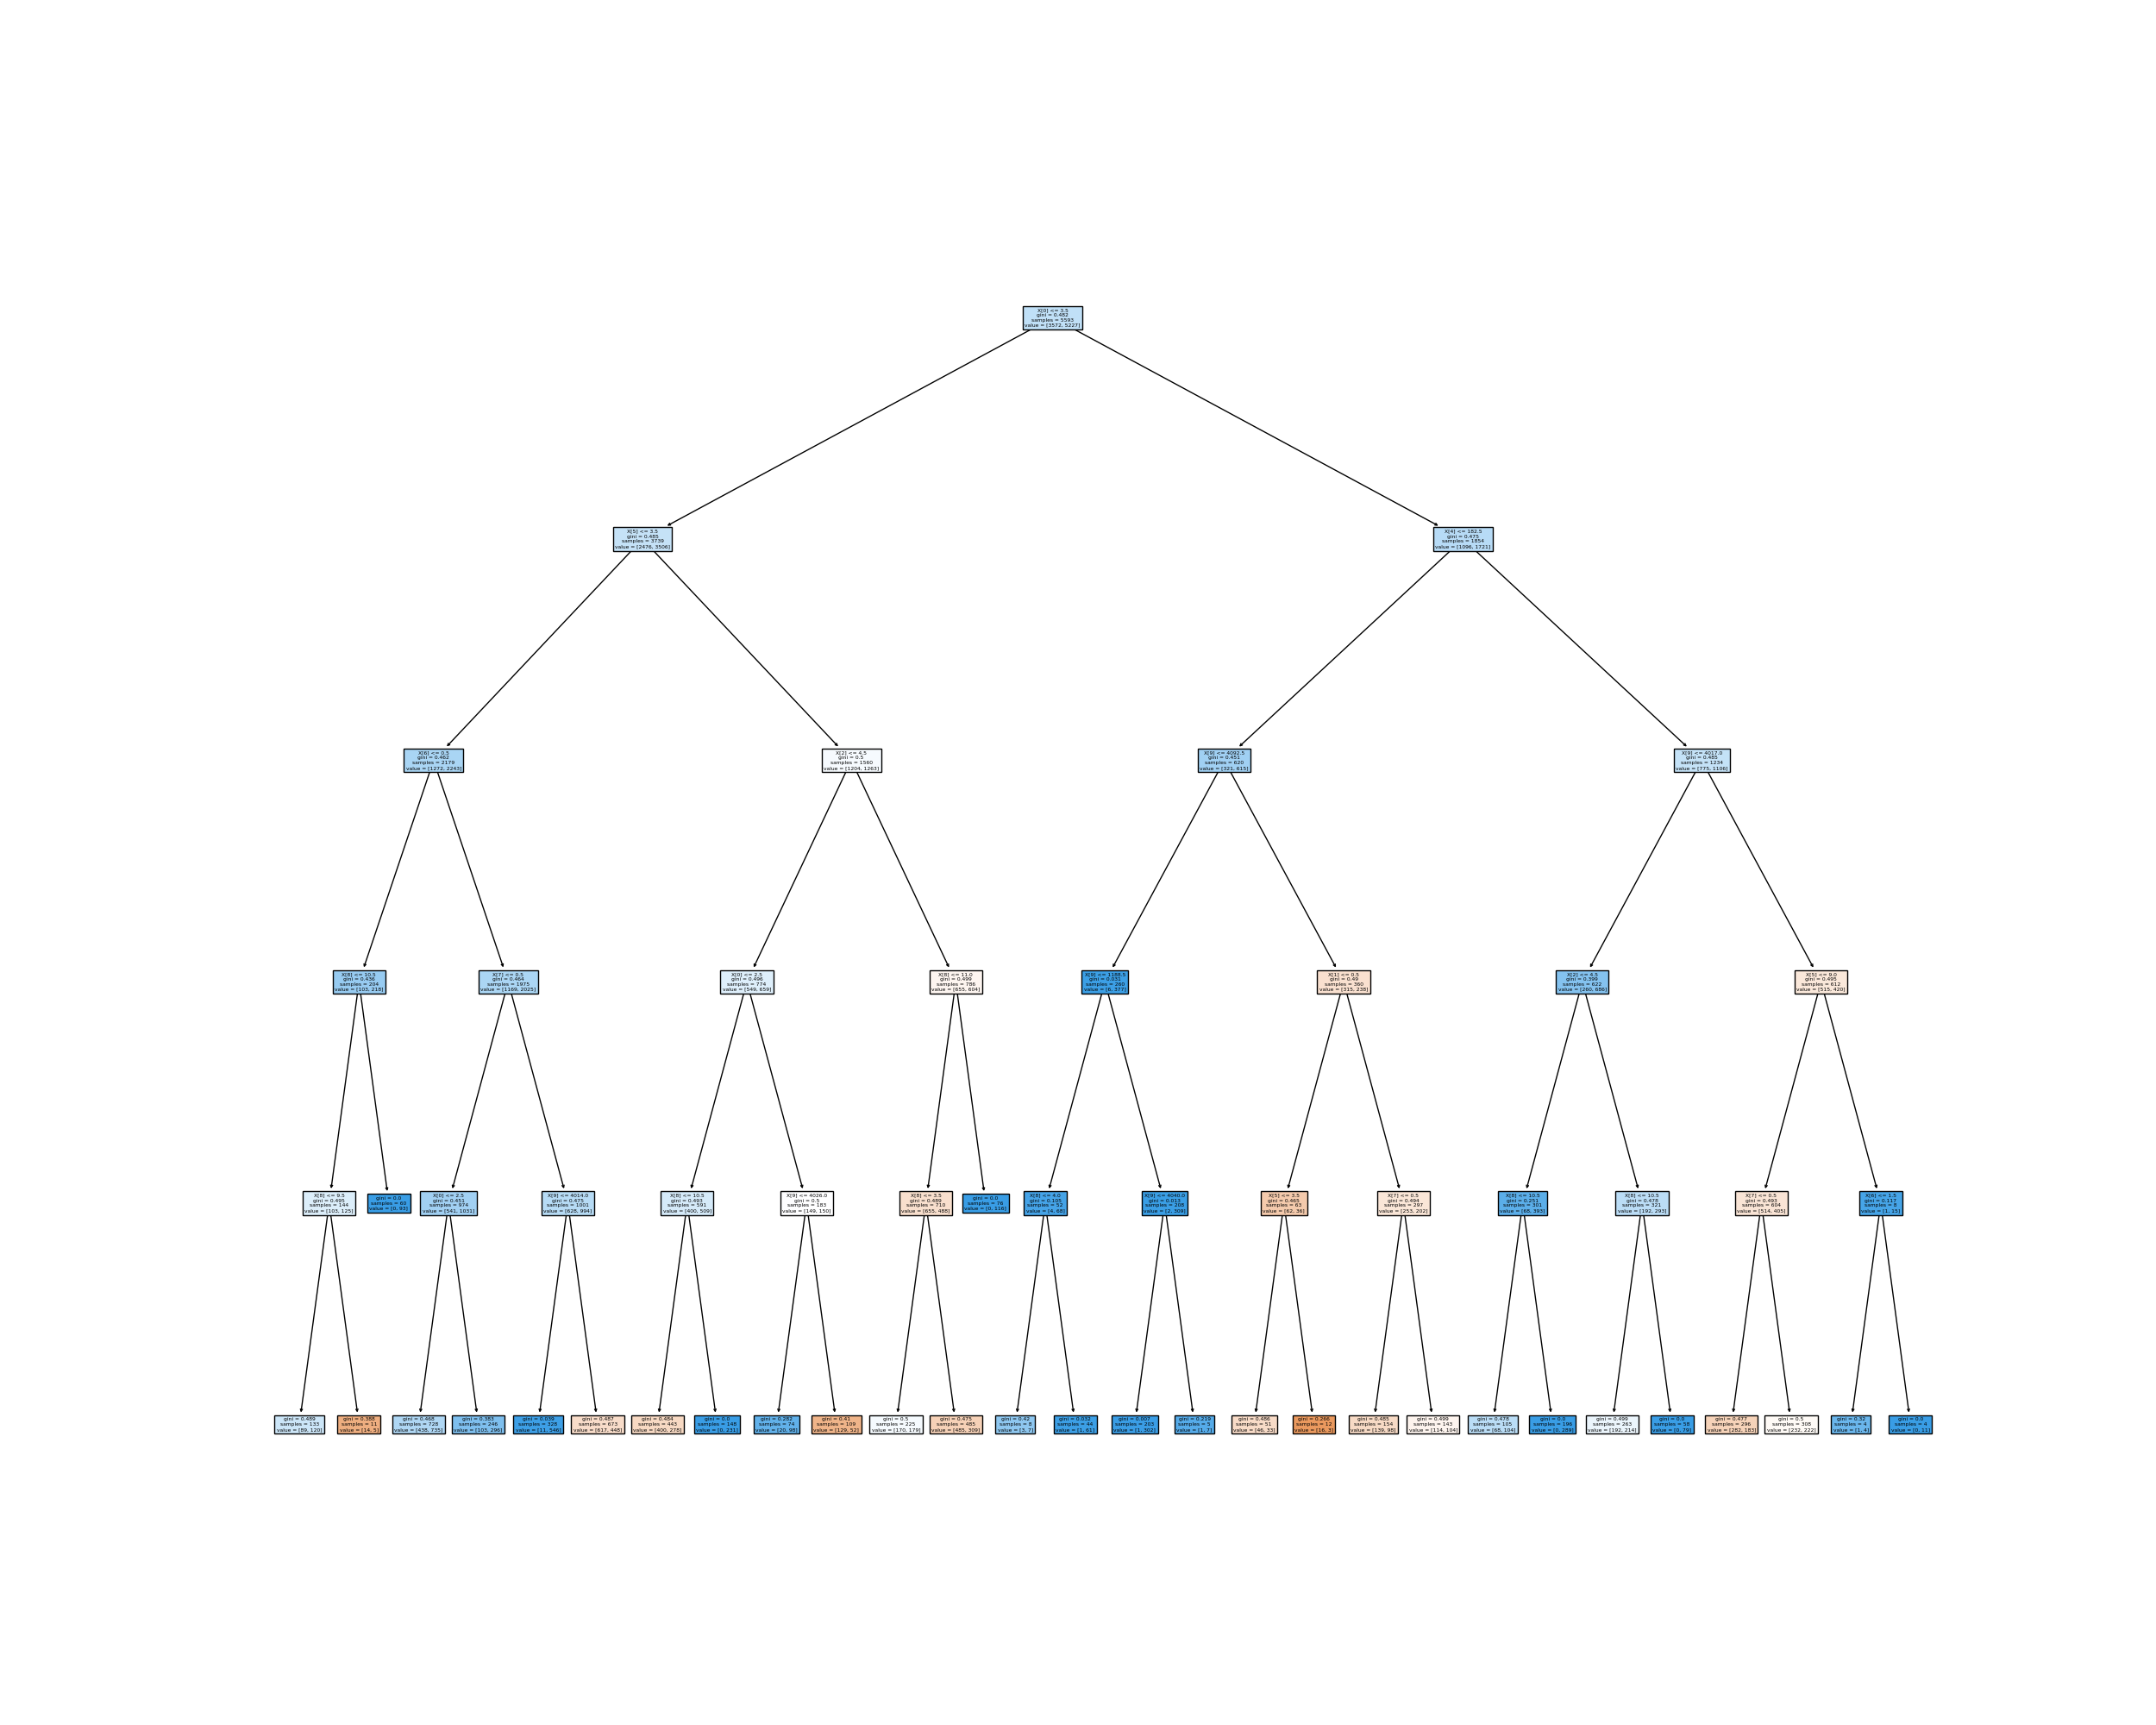 X[0] <= 3.5
gini = 0.482
samples = 5593
value = [3572, 5227]
X[5] <= 3.5
gini = 0.485
samples = 3739
value = [2476, 3506]
X[4] <= 182.5
gini = 0.475
samples = 1854
value = [1096, 1721]
X[6] <= 0.5
gini = 0.462
samples = 2179
value = [1272, 2243]
X[2] <= 4.5
gini = 0.5
samples = 1560
value = [1204, 1263]
X[9] <= 4092.5
gini = 0.451
samples = 620
value = [321, 615]
X[9] <= 4017.0
gini = 0.485
samples = 1234
value = [775, 1106]
X[8] <= 10.5
gini = 0.436
samples = 204
value = [103, 218]
X[7] <= 0.5
gini = 0.464
samples = 1975
value = [1169, 2025]
X[0] <= 2.5
gini = 0.496
samples = 774
value = [549, 659]
X[8] <= 11.0
gini = 0.499
samples = 786
value = [655, 604]
X[9] <= 1188.5
gini = 0.031
samples = 260
value = [6, 377]
X[1] <= 0.5
gini = 0.49
samples = 360
value = [315, 238]
X[2] <= 4.5
gini = 0.399
samples = 622
value = [260, 686]
X[5] <= 9.0
gini = 0.495
samples = 612
value = [515, 420]
X[8] <= 9.5
gini = 0.495
samples = 144
value = [103, 125]
gini = 0.0
samples = 60
value = [0, 93]
X[0] <= 2.5
gini = 0.451
samples = 974
value = [541, 1031]
X[9] <= 4014.0
gini = 0.475
samples = 1001
value = [628, 994]
X[8] <= 10.5
gini = 0.493
samples = 591
value = [400, 509]
X[9] <= 4026.0
gini = 0.5
samples = 183
value = [149, 150]
X[8] <= 3.5
gini = 0.489
samples = 710
value = [655, 488]
gini = 0.0
samples = 76
value = [0, 116]
X[8] <= 4.0
gini = 0.105
samples = 52
value = [4, 68]
X[9] <= 4040.0
gini = 0.013
samples = 208
value = [2, 309]
X[5] <= 3.5
gini = 0.465
samples = 63
value = [62, 36]
X[7] <= 0.5
gini = 0.494
samples = 297
value = [253, 202]
X[8] <= 10.5
gini = 0.251
samples = 301
value = [68, 393]
X[8] <= 10.5
gini = 0.478
samples = 321
value = [192, 293]
X[7] <= 0.5
gini = 0.493
samples = 604
value = [514, 405]
X[6] <= 1.5
gini = 0.117
samples = 8
value = [1, 15]
gini = 0.489
samples = 133
value = [89, 120]
gini = 0.388
samples = 11
value = [14, 5]
gini = 0.468
samples = 728
value = [438, 735]
gini = 0.383
samples = 246
value = [103, 296]
gini = 0.039
samples = 328
value = [11, 546]
gini = 0.487
samples = 673
value = [617, 448]
gini = 0.484
samples = 443
value = [400, 278]
gini = 0.0
samples = 148
value = [0, 231]
gini = 0.282
samples = 74
value = [20, 98]
gini = 0.41
samples = 109
value = [129, 52]
gini = 0.5
samples = 225
value = [170, 179]
gini = 0.475
samples = 485
value = [485, 309]
gini = 0.42
samples = 8
value = [3, 7]
gini = 0.032
samples = 44
value = [1, 61]
gini = 0.007
samples = 203
value = [1, 302]
gini = 0.219
samples = 5
value = [1, 7]
gini = 0.486
samples = 51
value = [46, 33]
gini = 0.266
samples = 12
value = [16, 3]
gini = 0.485
samples = 154
value = [139, 98]
gini = 0.499
samples = 143
value = [114, 104]
gini = 0.478
samples = 105
value = [68, 104]
gini = 0.0
samples = 196
value = [0, 289]
gini = 0.499
samples = 263
value = [192, 214]
gini = 0.0
samples = 58
value = [0, 79]
gini = 0.477
samples = 296
value = [282, 183]
gini = 0.5
samples = 308
value = [232, 222]
gini = 0.32
samples = 4
value = [1, 4]
gini = 0.0
samples = 4
value = [0, 11]